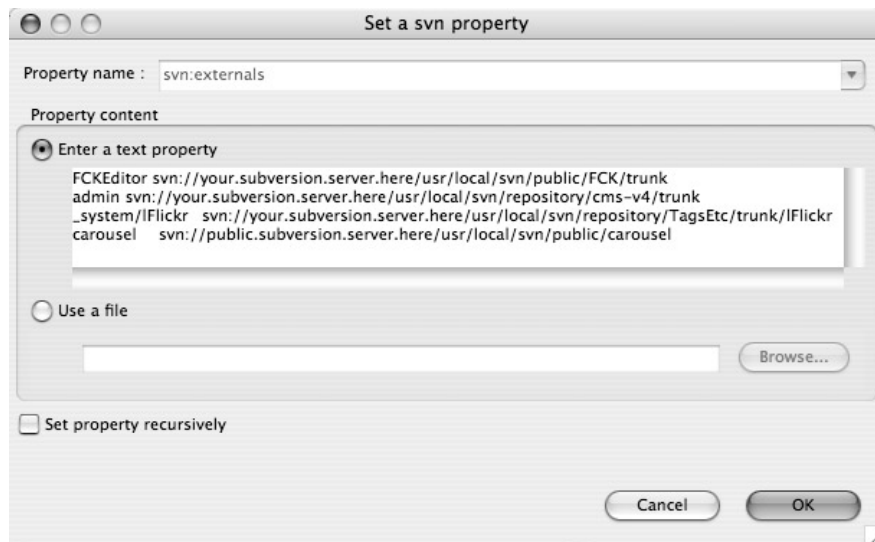 Set a svn property
Property name : svn:externals
Property content
Enter a text property
FCKEditor svn://your.subversion.server.here/usr/local/svn/public/FCK/trunk
admin svn://your.subversion.server.here/usr/local/svn/repository/cms-v4/trunk
_system/lFlickr svn://your.subversion.server.here/usr/local/svn/repository/TagsEtc/trunk/lFlickr
carousel svn://public.subversion.server.here/usr/local/svn/public/carousel
Use a file
Browse...
Set property recursively
Cancel OK